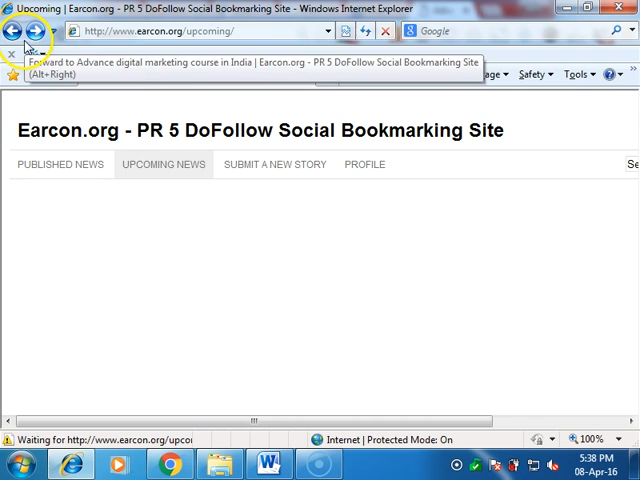 Upcoming | Earcon.org - PR 5 DoFollow Social Bookmarking Site - Windows Internet Explorer
http://www.earcon.org/upcoming/
Google
Forward to Advance digital marketing course in India | Earcon.org - PR 5 DoFollow Social Bookmarking Site
(Alt+Right)
Safety
Tools
Earcon.org - PR 5 DoFollow Social Bookmarking Site
PUBLISHED NEWS UPCOMING NEWS SUBMIT A NEW STORY PROFILE
Se
Waiting for http://www.earcon.org/upcor Internet | Protected Mode: On 100%
5:38 PM
08-Apr-16